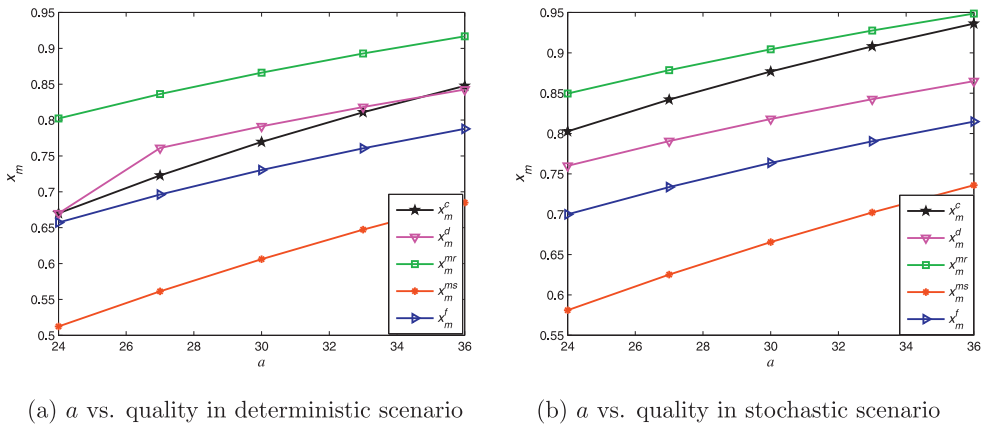 0.95
0.9
0.85
0.8
0.75
0.7
0.65
0.6
0.55
0.5
24 26 28 30 32 34 36
x_m
a
x_m^c
x_m^d
x_m^mr
x_m^ms
x_m^f
(a) a vs. quality in deterministic scenario
0.95
0.9
0.85
0.8
0.75
0.7
0.65
0.6
0.55
24 26 28 30 32 34 36
x_m
a
x_m^c
x_m^d
x_m^mr
x_m^ms
x_m^f
(b) a vs. quality in stochastic scenario